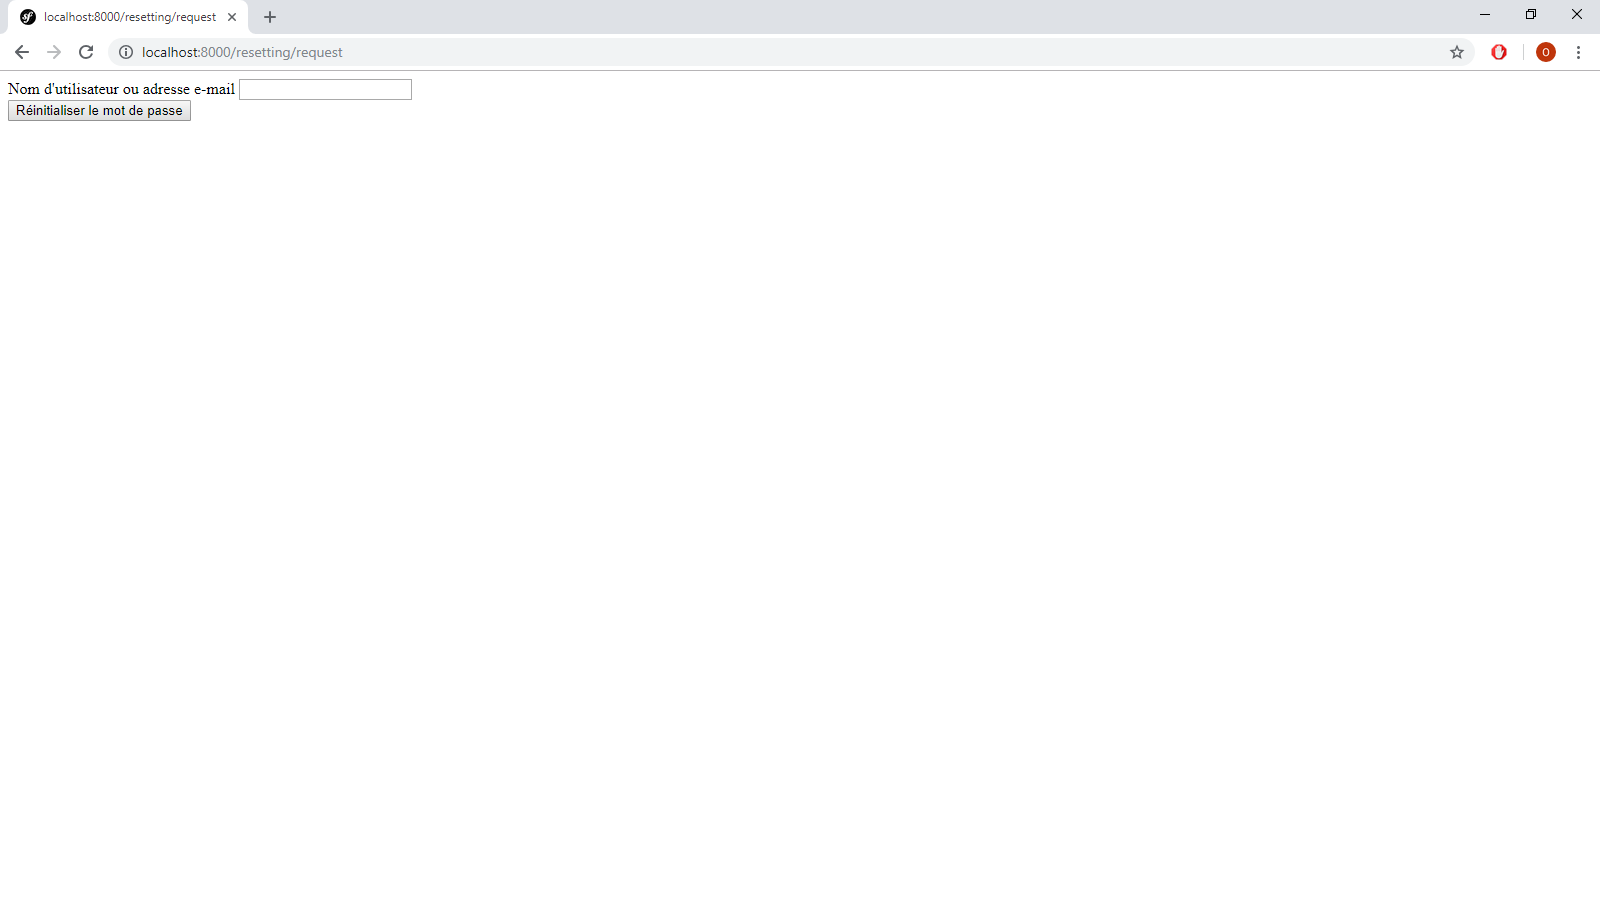 localhost:8000/resetting/request
localhost:8000/resetting/request
O
Nom d'utilisateur ou adresse e-mail
Réinitialiser le mot de passe